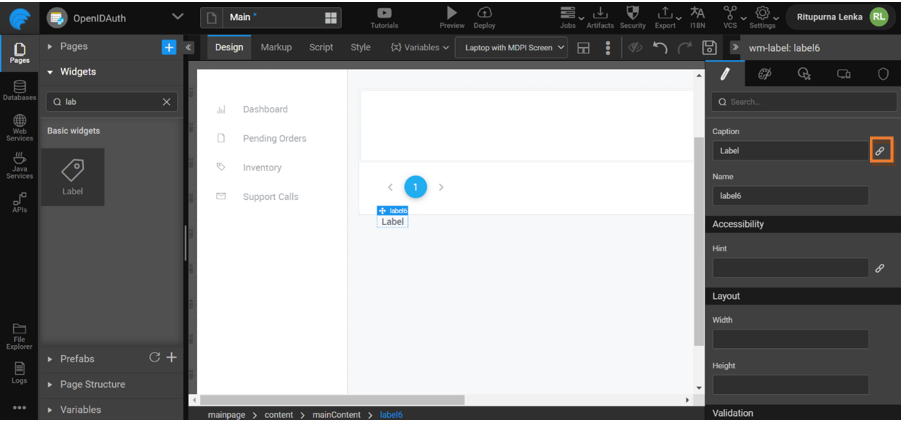 OpenIDAuth
Main *
Tutorials
Preview
Deploy
Jobs
Artifacts
Security
Export
I18N
VCS
Settings
Ritupurna Lenka
RL
Pages
Databases
Web
Services
Java
Services
APIs
File
Explorer
Logs
Pages
Widgets
lab
Basic widgets
Label
Prefabs
Page Structure
Variables
Design
Markup
Script
Style
{x} Variables
Laptop with MDPI Screen
Dashboard
Pending Orders
Inventory
Support Calls
1
label6
Label
mainpage > content > mainContent > label6
wm-label: label6
Search...
Caption
Label
Name
label6
Accessibility
Hint
Layout
Width
Height
Validation